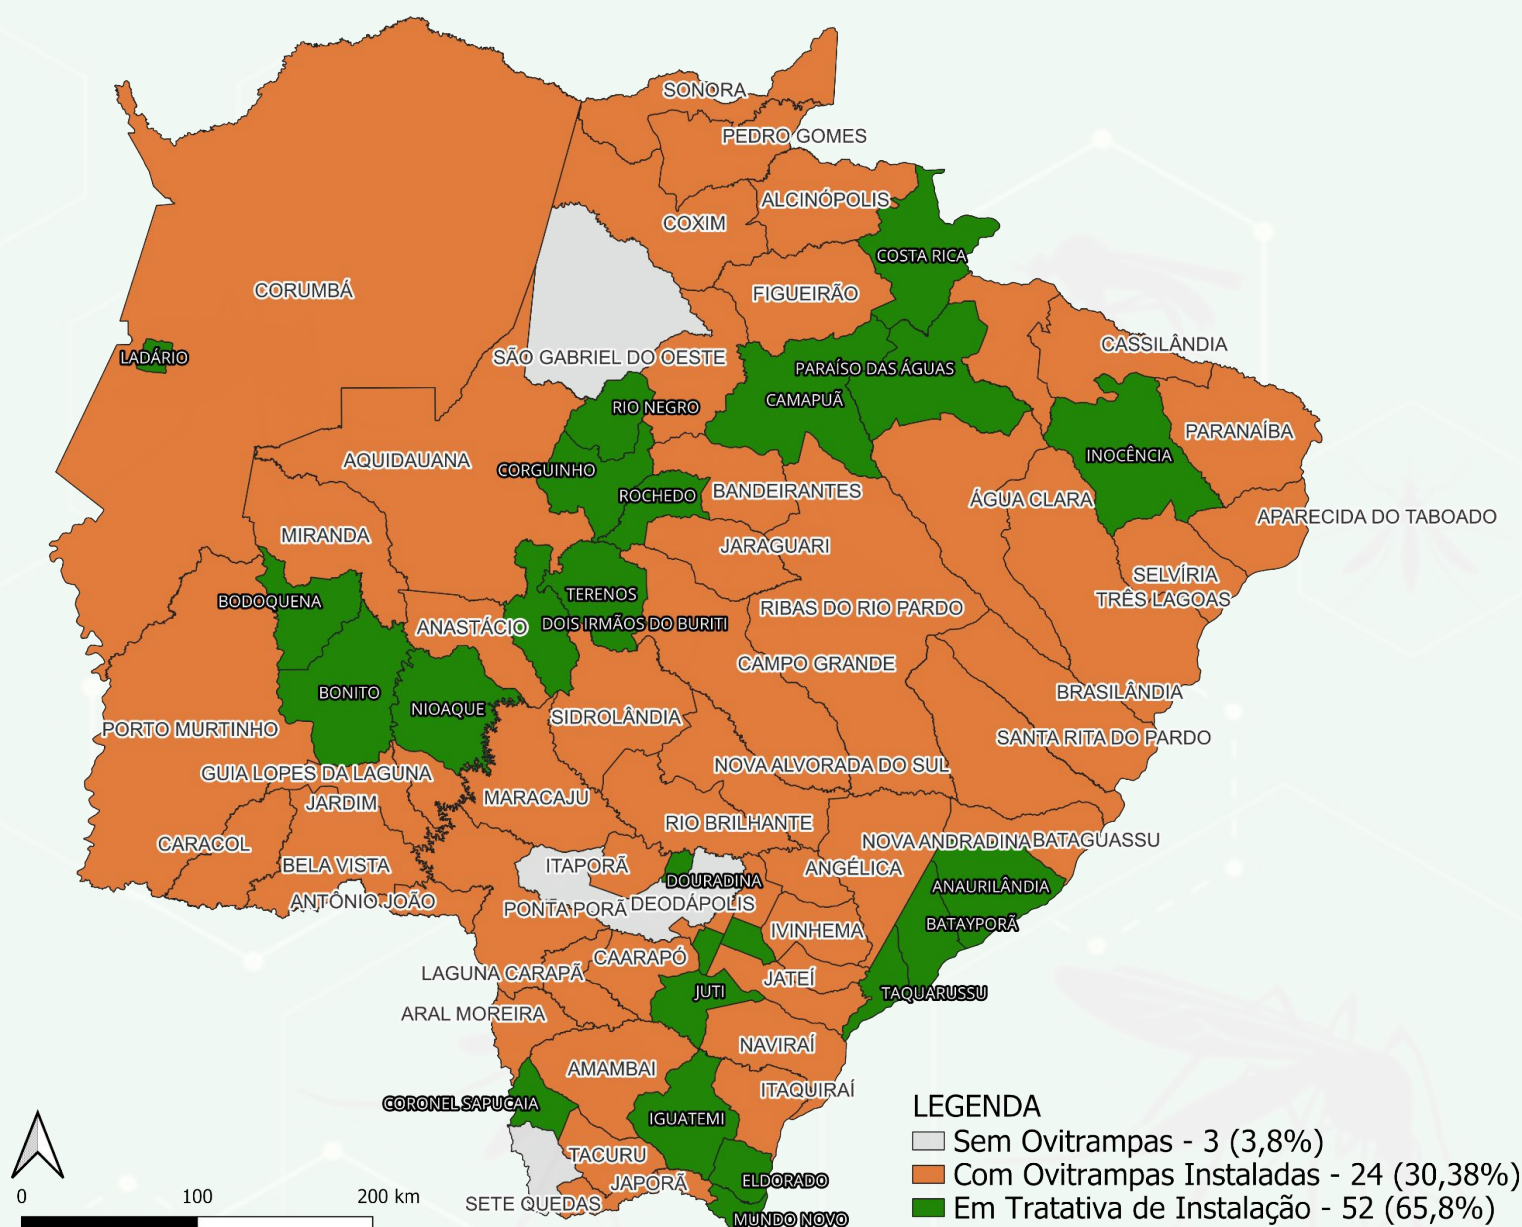 SONORA
PEDRO GOMES
ALCINÓPOLIS
COXIM
COSTA RICA
CORUMBÁ
FIGUEIRÃO
CASSILÂNDIA
LADÁRIO
SÃO GABRIEL DO OESTE
PARAÍSO DAS ÁGUAS
CAMAPUÃ
RIO NEGRO
PARANAÍBA
INOCÊNCIA
AQUIDAUANA
CORGUINHO
ROCHEDO
BANDEIRANTES
ÁGUA CLARA
APARECIDA DO TABOADO
MIRANDA
JARAGUARI
SELVÍRIA
TERENOS
BODOQUENA
TRÊS LAGOAS
RIBAS DO RIO PARDO
ANASTÁCIO
DOIS IRMÃOS DO BURITI
CAMPO GRANDE
BONITO
BRASILÂNDIA
NIOAQUE
SIDROLÂNDIA
PORTO MURTINHO
SANTA RITA DO PARDO
NOVA ALVORADA DO SUL
GUIA LOPES DA LAGUNA
MARACAJU
JARDIM
RIO BRILHANTE
CARACOL
NOVA ANDRADINA
BATAGUASSU
BELA VISTA
ITAPORÃ
ANGÉLICA
DOURADINA
ANAURILÂNDIA
ANTÔNIO JOÃO
PONTA PORÃ
DEODÁPOLIS
BATAYPORÃ
IVINHEMA
CAARAPÓ
LAGUNA CARAPÃ
JATEÍ
JUTI
TAQUARUSSU
ARAL MOREIRA
NAVIRAÍ
AMAMBAI
ITAQUIRAÍ
CORONEL SAPUCAIA
IGUATEMI
TACURU
ELDORADO
JAPORÃ
SETE QUEDAS
MUNDO NOVO
LEGENDA
Sem Ovitrampas - 3 (3,8%)
Com Ovitrampas Instaladas - 24 (30,38%)
Em Tratativa de Instalação - 52 (65,8%)
0 100 200 km